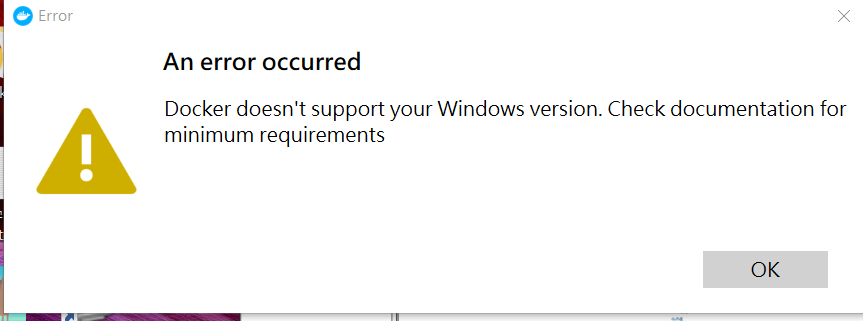 Error
An error occurred
Docker doesn't support your Windows version. Check documentation for
minimum requirements
OK